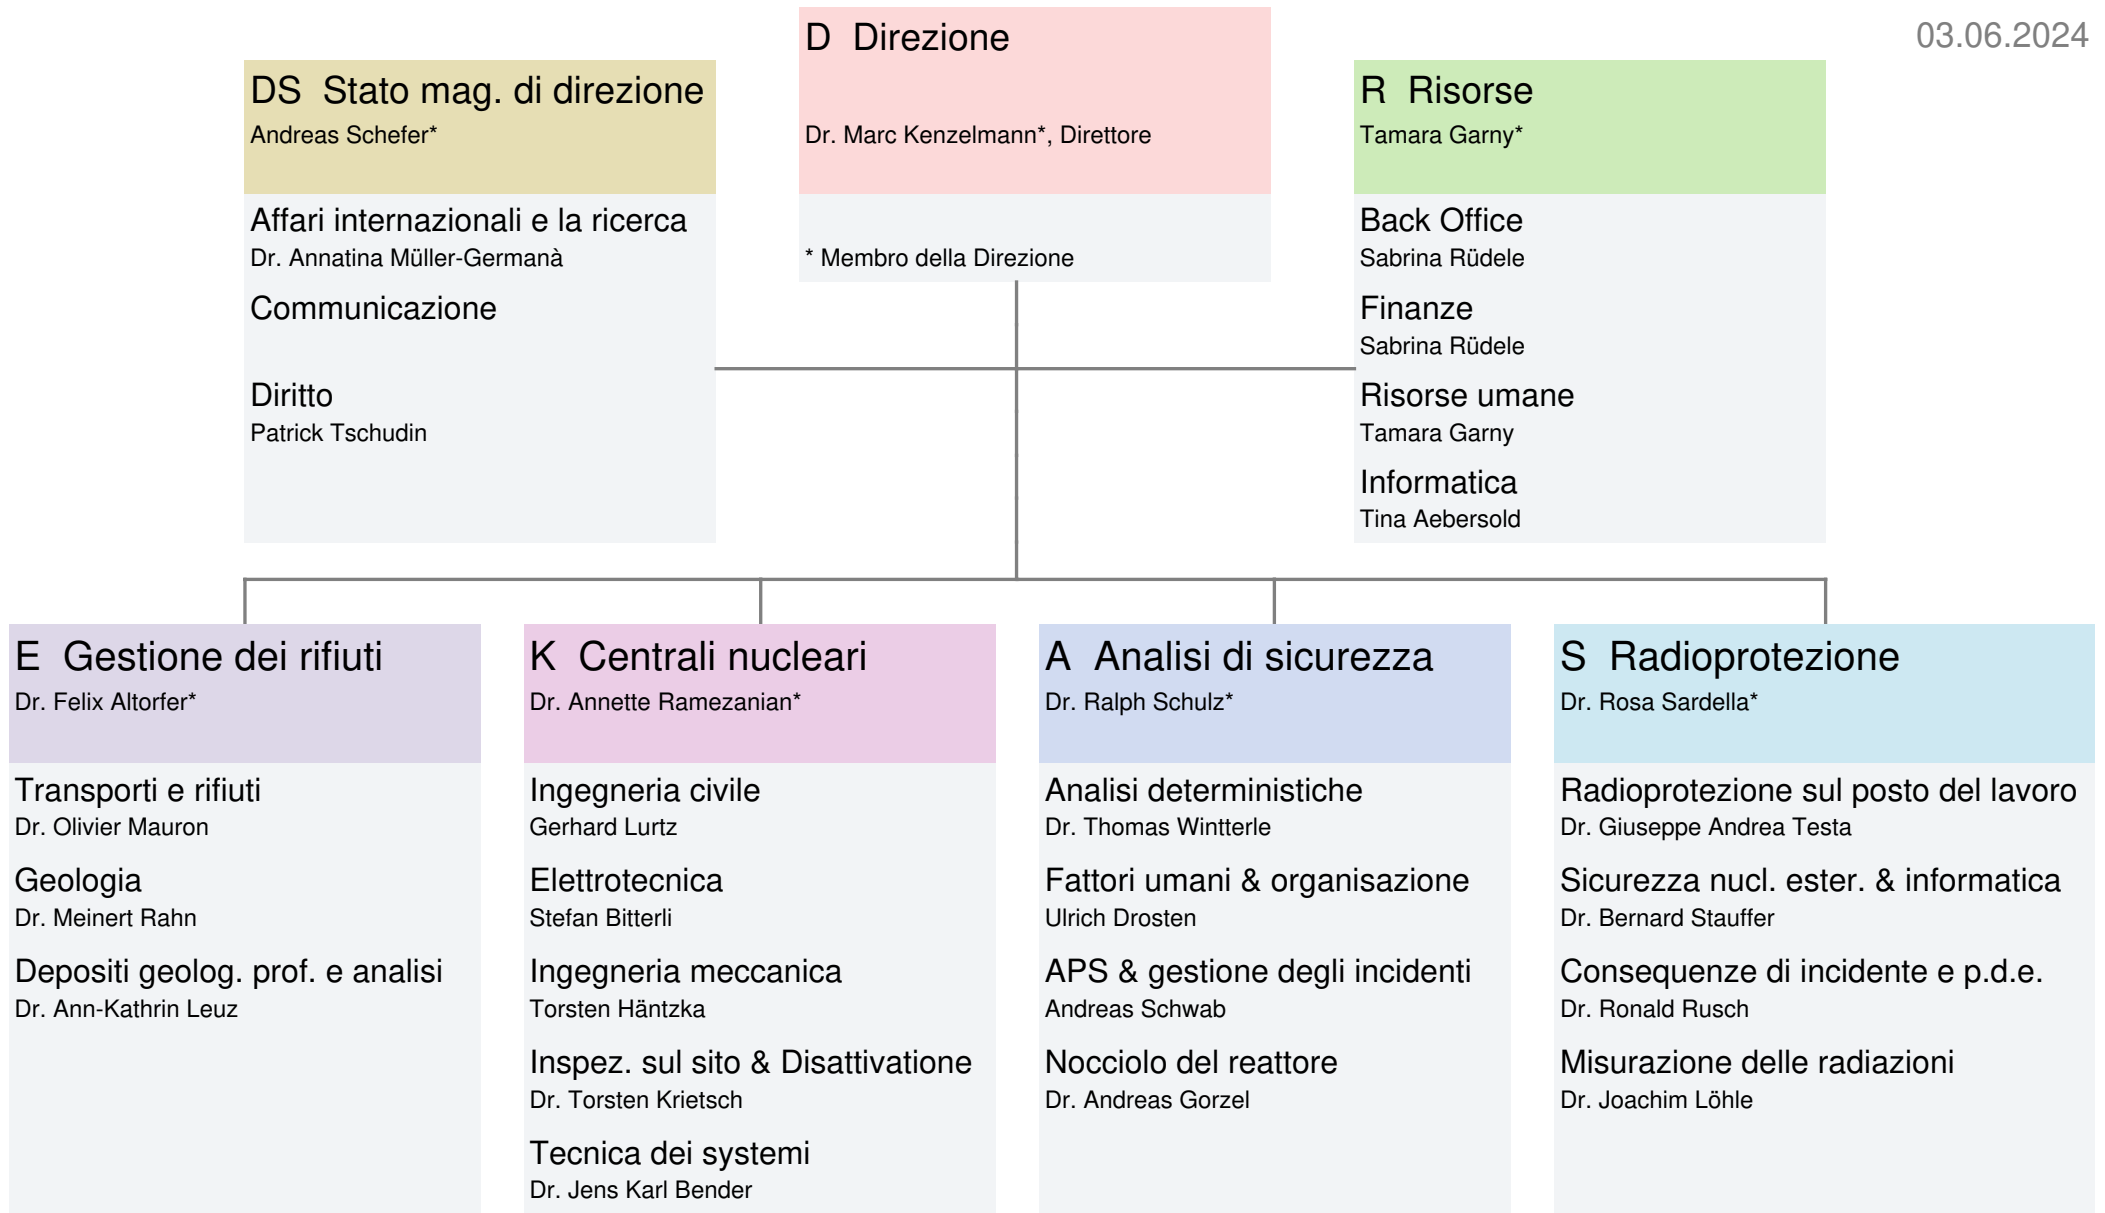 03.06.2024
D Direzione
Dr. Marc Kenzelmann*, Direttore
* Membro della Direzione
DS Stato mag. di direzione
Andreas Schefer*
Affari internazionali e la ricerca
Dr. Annatina Müller-Germanà
Communicazione
Diritto
Patrick Tschudin
R Risorse
Tamara Garny*
Back Office
Sabrina Rüdele
Finanze
Sabrina Rüdele
Risorse umane
Tamara Garny
Informatica
Tina Aebersold
E Gestione dei rifiuti
Dr. Felix Altorfer*
Transporti e rifiuti
Dr. Olivier Mauron
Geologia
Dr. Meinert Rahn
Depositi geolog. prof. e analisi
Dr. Ann-Kathrin Leuz
K Centrali nucleari
Dr. Annette Ramezanian*
Ingegneria civile
Gerhard Lurtz
Elettrotecnica
Stefan Bitterli
Ingegneria meccanica
Torsten Häntzka
Inspez. sul sito & Disattivatione
Dr. Torsten Krietsch
Tecnica dei systemi
Dr. Jens Karl Bender
A Analisi di sicurezza
Dr. Ralph Schulz*
Analisi deterministiche
Dr. Thomas Wintterle
Fattori umani & organisazione
Ulrich Drosten
APS & gestione degli incidenti
Andreas Schwab
Nocciolo del reattore
Dr. Andreas Gorzel
S Radioprotezione
Dr. Rosa Sardella*
Radioprotezione sul posto del lavoro
Dr. Giuseppe Andrea Testa
Sicurezza nucl. ester. & informatica
Dr. Bernard Stauffer
Consequenze di incidente e p.d.e.
Dr. Ronald Rusch
Misurazione delle radiazioni
Dr. Joachim Löhle